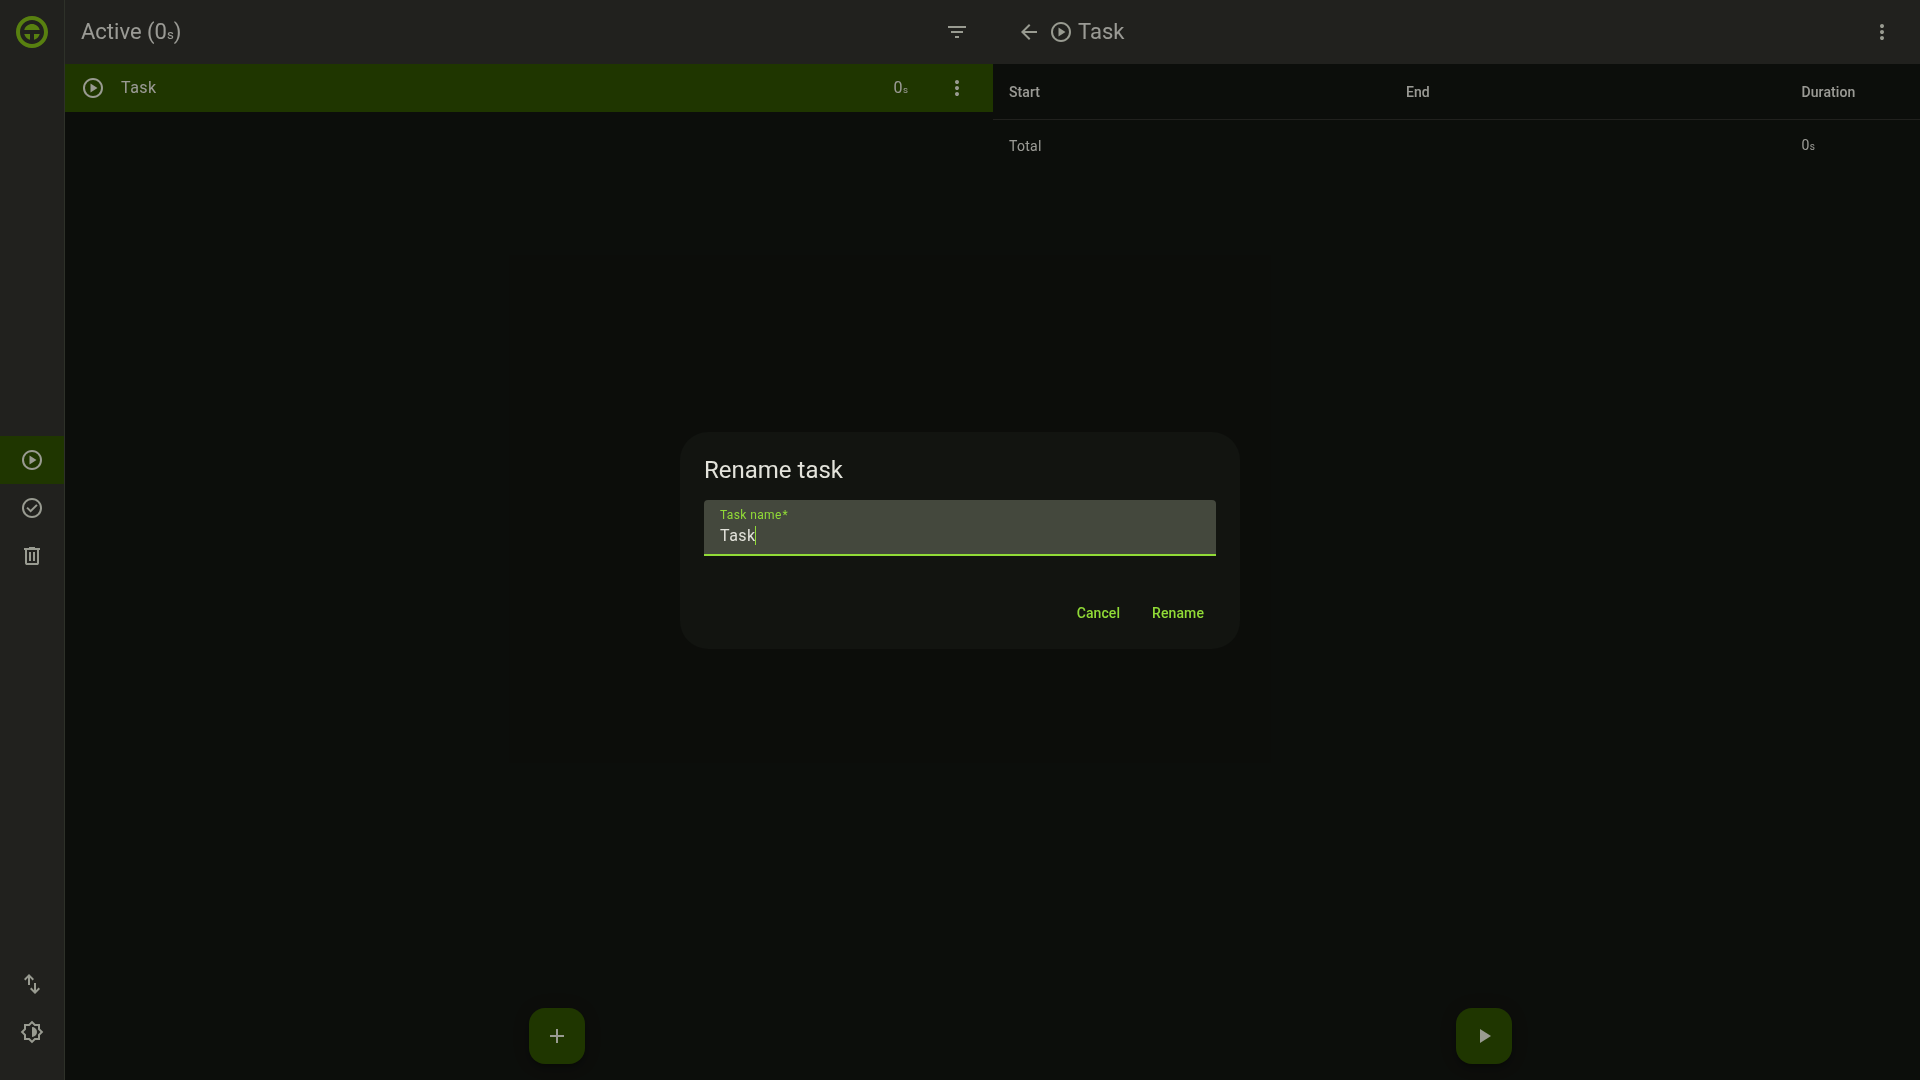 Active (0s)
Task
Task
0s
Start
End
Duration
Total
0s
Rename task
Task name*
Task
Cancel
Rename